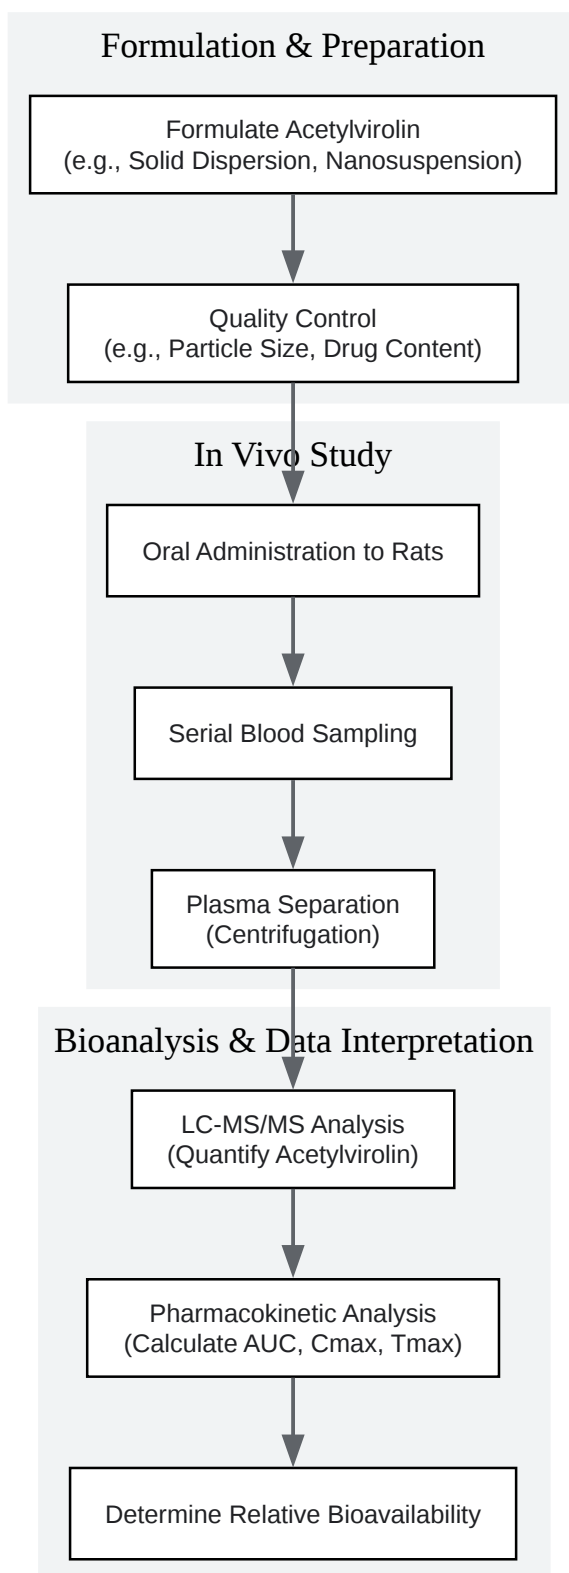 Formulation & Preparation
Formulate Acetylvirolin
(e.g., Solid Dispersion, Nanosuspension)
Quality Control
(e.g., Particle Size, Drug Content)
In Vivo Study
Oral Administration to Rats
Serial Blood Sampling
Plasma Separation
(Centrifugation)
Bioanalysis & Data Interpretation
LC-MS/MS Analysis
(Quantify Acetylvirolin)
Pharmacokinetic Analysis
(Calculate AUC, Cmax, Tmax)
Determine Relative Bioavailability